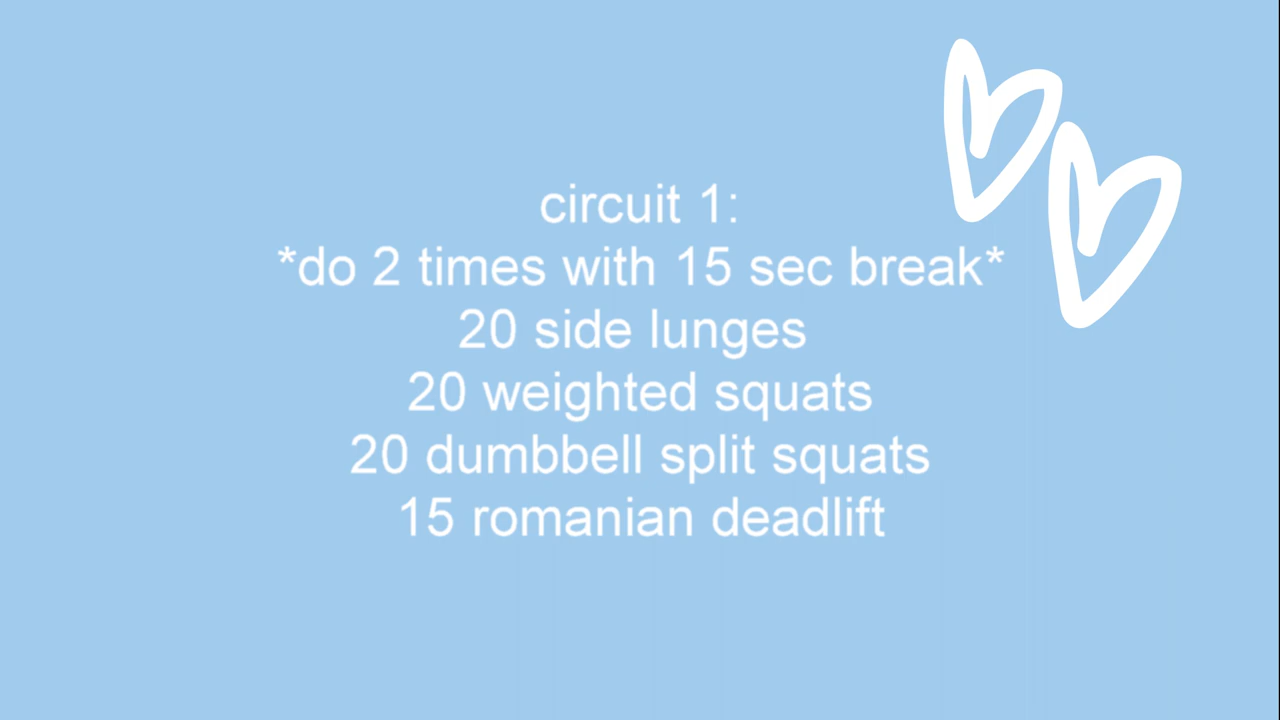 circuit 1:
*do 2 times with 15 sec break*
20 side lunges
20 weighted squats
20 dumbbell split squats
15 romanian deadlift